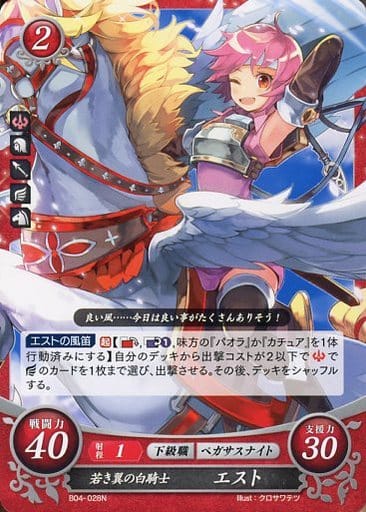 2
良い風……今日は良い事がたくさんありそう！
エストの風笛 起【 、 1、味方の『パオラ』か『カチュア』を1体
行動済みにする】自分のデッキから出撃コストが2以下で で
のカードを1枚まで選び、出撃させる。その後、デッキをシャッフル
する。
戦闘力
40
射程 1
下級職
ペガサスナイト
支援力
30
若き翼の白騎士 エスト
B04-028N
Illust：クロサワテツ